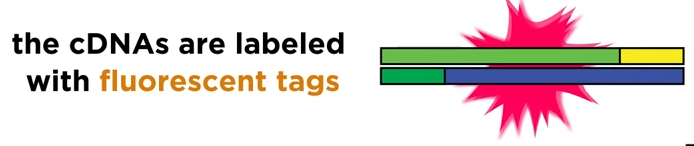 the cDNAs are labeled
with fluorescent tags